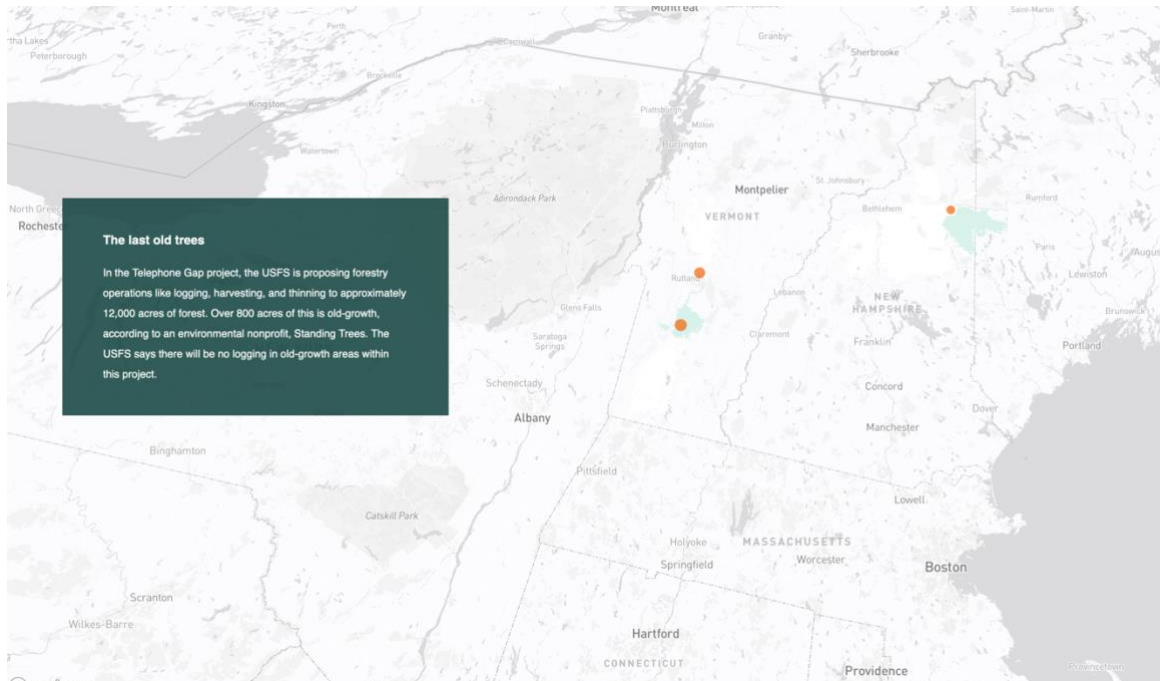 Montreal
Saint-Martin
Perth
Granby
tha Lakes
Cornwall
Sherbrooke
Peterborough
Brockville
Kingston
Plattsburgh
Milton
Burlington
Watertown
St. Johnsbury
Montpelier
Adirondack Park
Bethlehem
Rumford
North Gree
VERMONT
Rocheste
Paris
Augus
The last old trees
In the Telephone Gap project, the USFS is proposing forestry
operations like logging, harvesting, and thinning to approximately
12,000 acres of forest. Over 800 acres of this is old-growth,
according to an environmental nonprofit, Standing Trees. The
USFS says there will be no logging in old-growth areas within
this project.
Rutland
Lewiston
Lebanon
NEW
HAMPSHIRE
Glens Falls
Brunswick
Claremont
Saratoga
Springs
Franklin
Portland
Schenectady
Concord
Albany
Dover
Manchester
Binghamton
Pittsfield
Lowell
Catskill Park
Holyoke
MASSACHUSETTS
Springfield
Worcester
Boston
Scranton
Wilkes-Barre
Hartford
CONNECTICUT
Providence
Provincetown